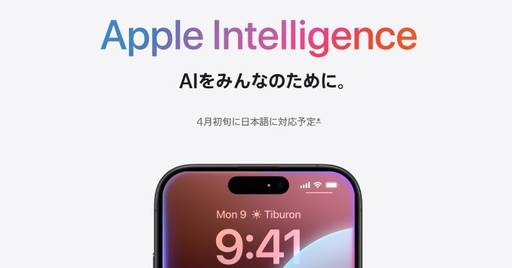 Apple Intelligence
AIをみんなのために。
4月初旬に日本語に対応予定±
Mon 9 ☀ Tiburon
9:41